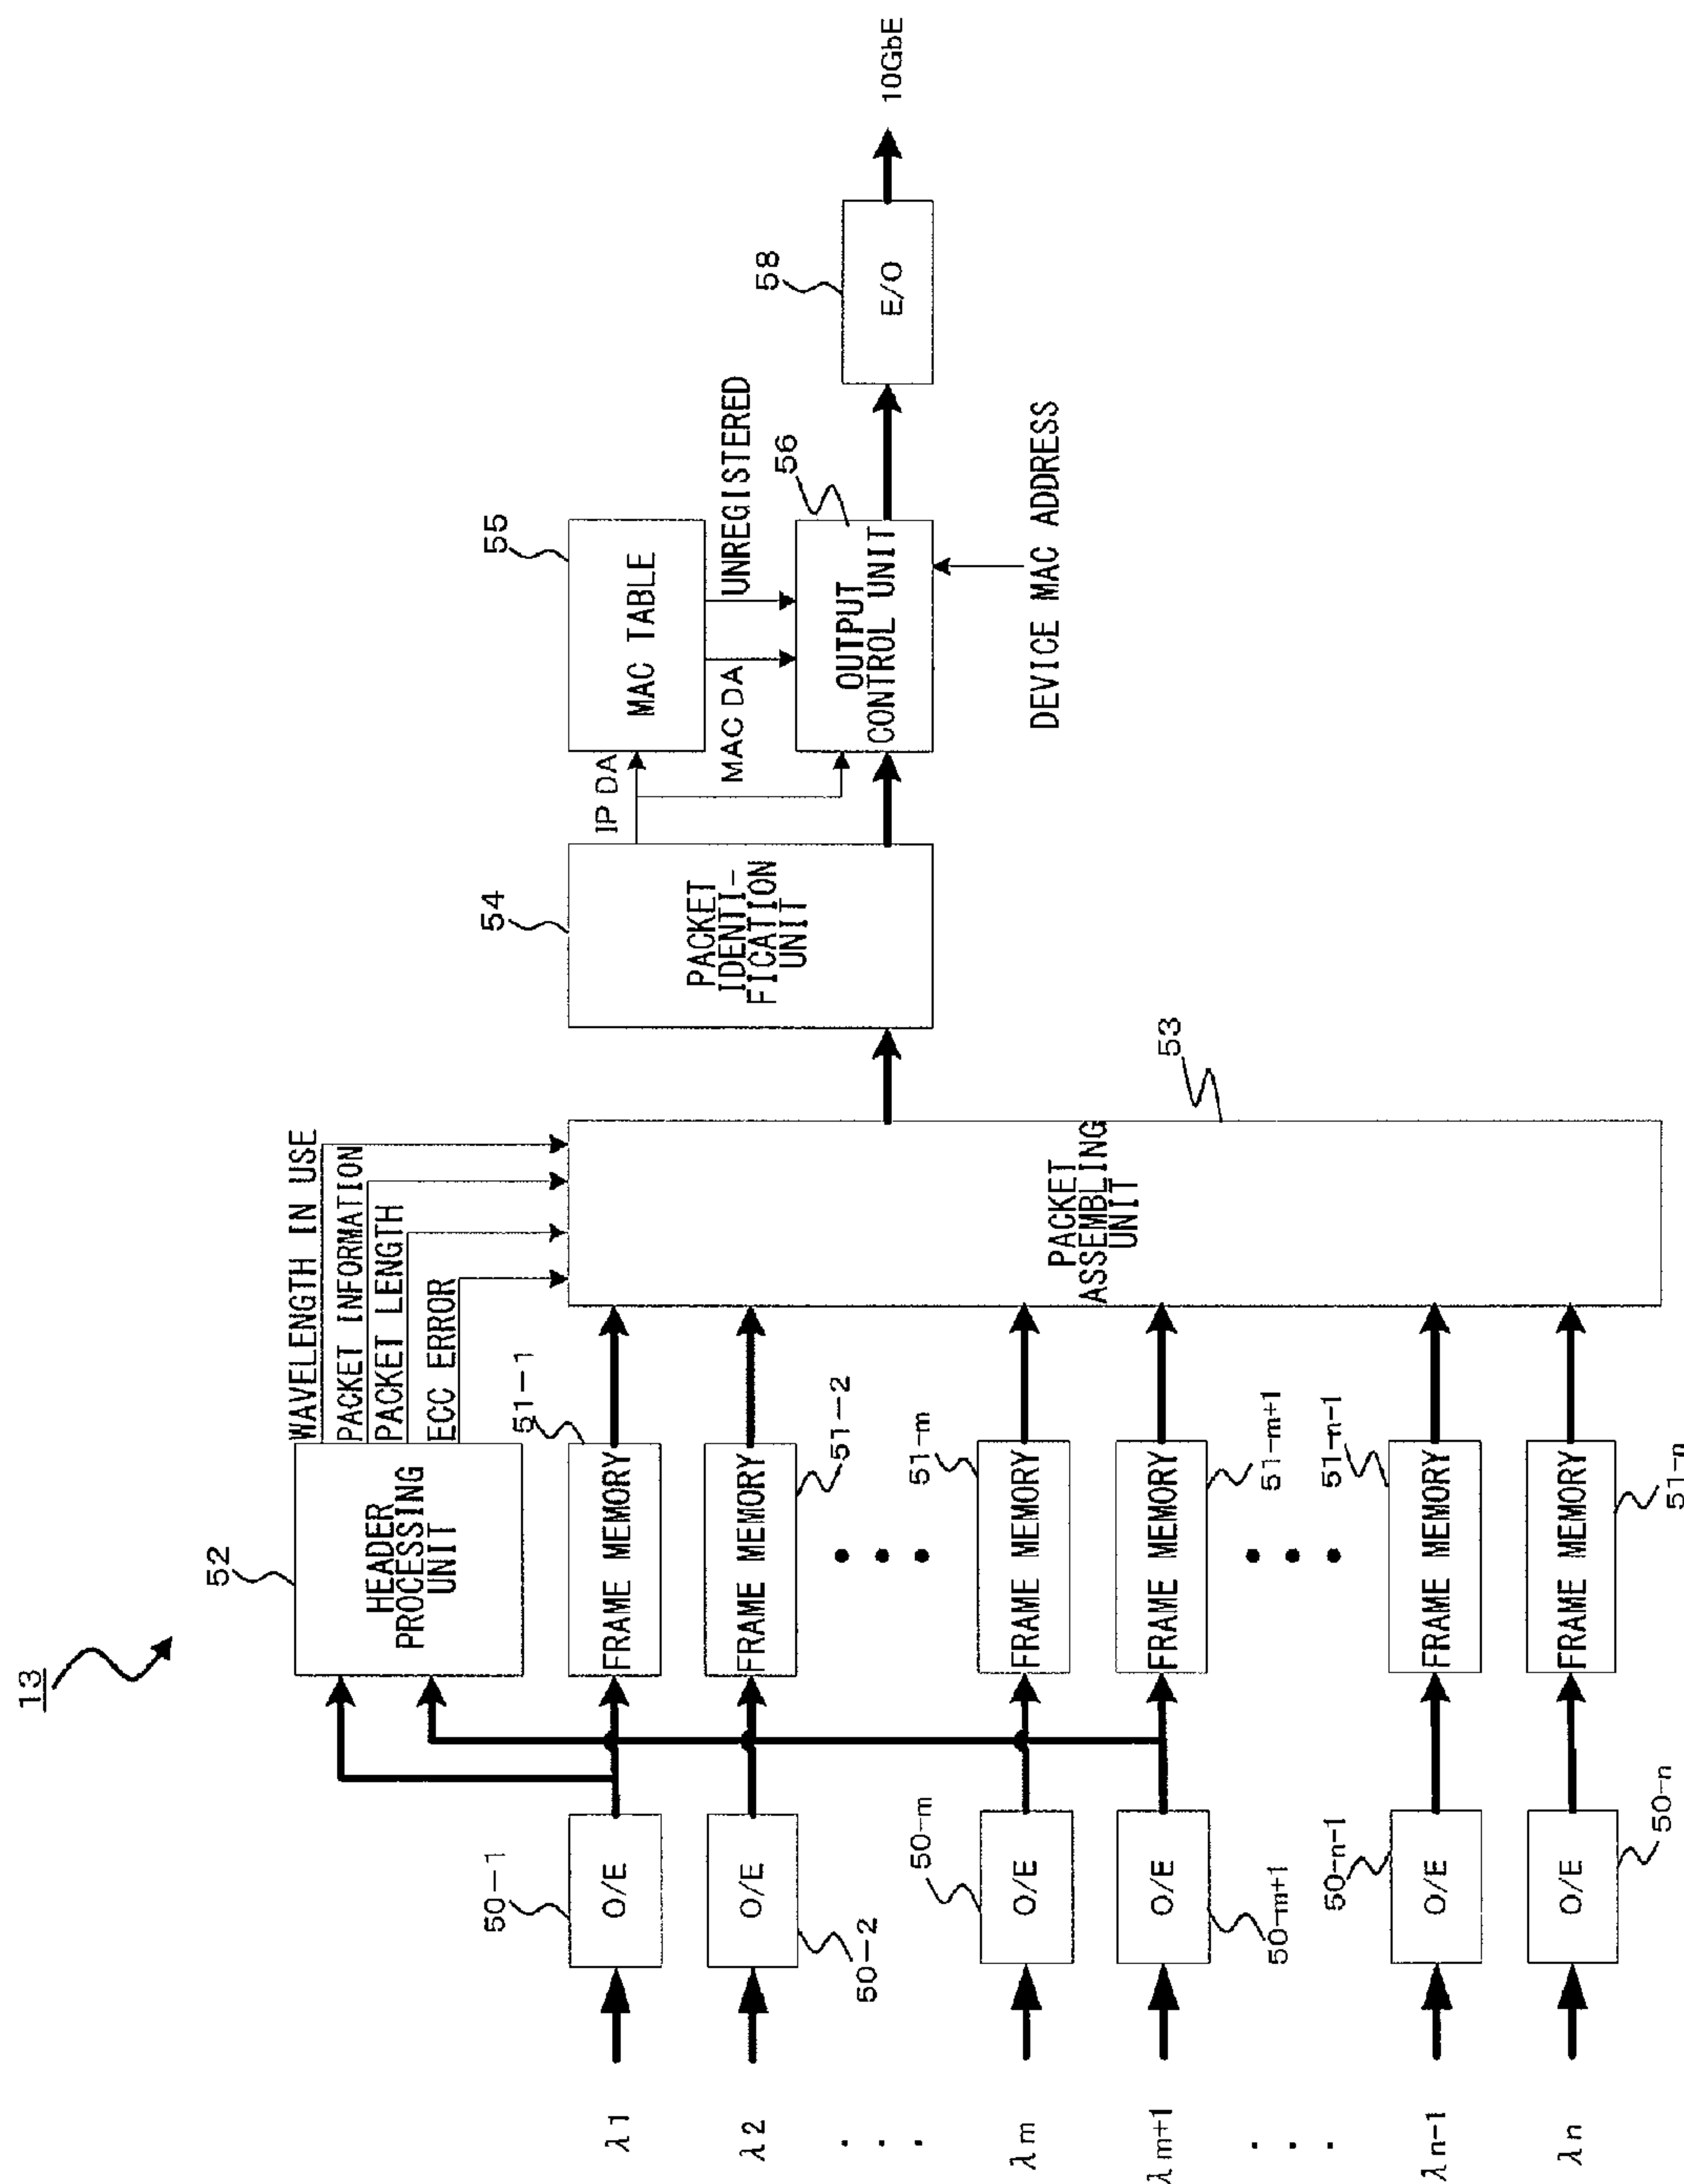 13
52
HEADER
PROCESSING
UNIT
WAVELENGTH IN USE
PACKET INFORMATION
PACKET LENGTH
ECC ERROR
λ1
50-1
O/E
51-1
FRAME MEMORY
λ2
O/E
50-2
FRAME MEMORY
51-2
. . .
• • •
λm
50-m
O/E
51-m
FRAME MEMORY
λm+1
O/E
50-m+1
FRAME MEMORY
51-m+1
. . .
• • •
λn-1
50-n-1
O/E
51-n-1
FRAME MEMORY
λn
O/E
50-n
FRAME MEMORY
51-n
PACKET
ASSEMBLING
UNIT
53
54
PACKET
IDENTI-
FICATION
UNIT
IP DA
55
MAC TABLE
MAC DA
UNREGISTERED
56
OUTPUT
CONTROL UNIT
DEVICE MAC ADDRESS
58
E/O
10GbE